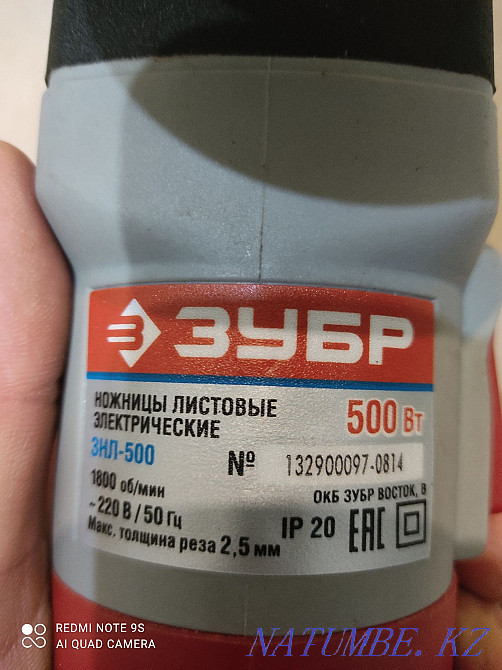 ЗУБР
НОЖНИЦЫ ЛИСТОВЫЕ
ЭЛЕКТРИЧЕСКИЕ
500 Вт
ЗНЛ-500
№ 132900097-0814
1800 об/мин
ОКБ ЗУБР ВОСТОК, В
~220 В / 50 Гц
IP 20 EAC
Макс. толщина реза 2,5 мм
REDMI NOTE 9S
AI QUAD CAMERA
NATUMBE.KZ